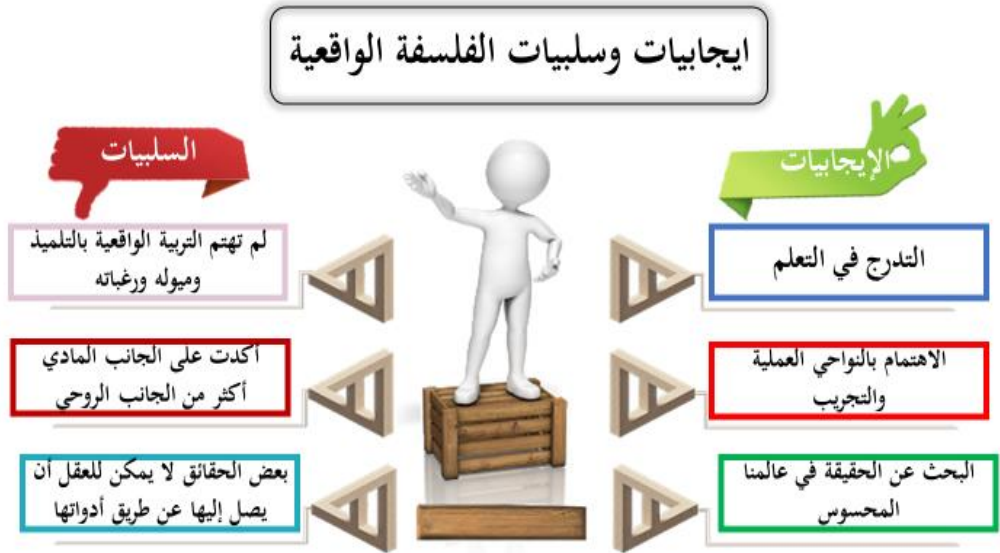 ايجابيات وسلبيات الفلسفة الواقعية
الإيجابيات
التدرج في التعلم
الاهتمام بالنواحي العملية
والتجريب
البحث عن الحقيقة في عالمنا
المحسوس
السلبيات
لم تهتم التربية الواقعية بالتلميذ
وميوله ورغباته
أكدت على الجانب المادي
أكثر من الجانب الروحي
بعض الحقائق لا يمكن للعقل أن
يصل إليها عن طريق أدواتها